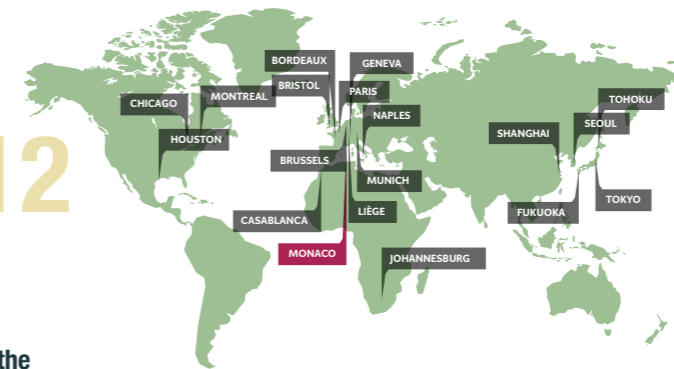 BORDEAUX
GENEVA
BRISTOL
PARIS
CHICAGO
MONTREAL
TOHOKU
NAPLES
SEOUL
HOUSTON
SHANGHAI
12
BRUSSELS
MUNICH
TOKYO
LIÈGE
FUKUOKA
CASABLANCA
MONACO
JOHANNESBURG
the